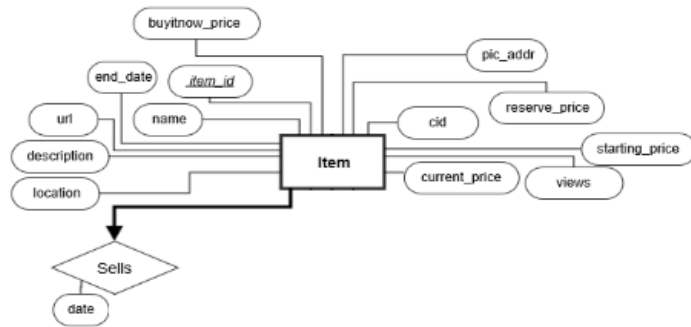 buyitnow_price
pic_addr
end_date
item_id
reserve_price
url
name
cid
description
Item
starting_price
location
current_price
views
Sells
date